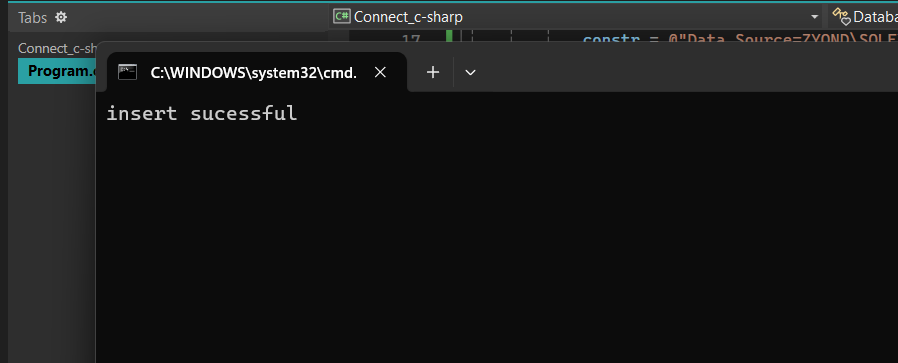 Tabs
Connect_c-sharp
Databa
Connect_c-sh
17 constr = @"Data Source=ZYOND\SQLE
Program.
C:\WINDOWS\system32\cmd.
insert sucessful